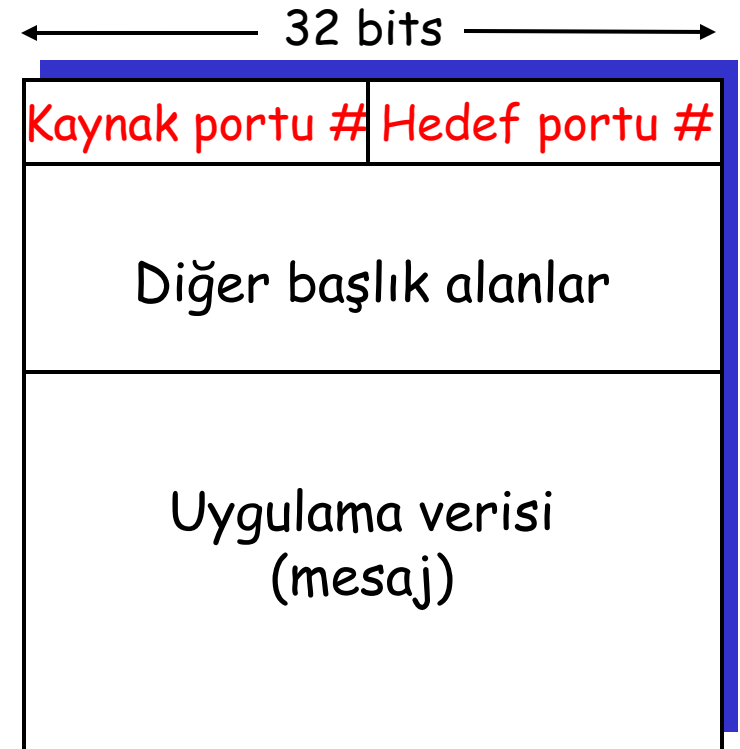 32 bits
Kaynak portu # Hedef portu #
Diğer başlık alanlar
Uygulama verisi
(mesaj)